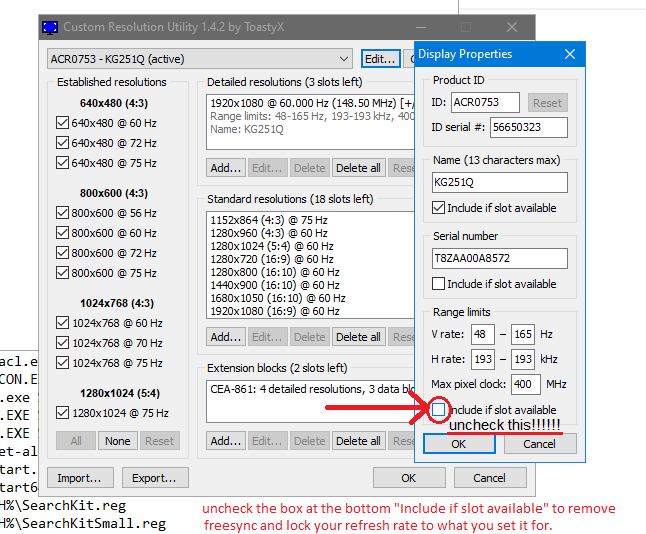 Custom Resolution Utility 1.4.2 by ToastyX
ACR0753 - KG251Q (active)
Edit...
Established resolutions
640x480 (4:3)
640x480 @ 60 Hz
640x480 @ 72 Hz
640x480 @ 75 Hz
800x600 (4:3)
800x600 @ 56 Hz
800x600 @ 60 Hz
800x600 @ 72 Hz
800x600 @ 75 Hz
1024x768 (4:3)
1024x768 @ 60 Hz
1024x768 @ 70 Hz
1024x768 @ 75 Hz
1280x1024 (5:4)
1280x1024 @ 75 Hz
All
None
Reset
Detailed resolutions (3 slots left)
1920x1080 @ 60.000 Hz (148.50 MHz) [+/
Range limits: 48-165 Hz, 193-193 kHz, 400
Name: KG251Q
Add...
Edit...
Delete
Delete all
Rese
Standard resolutions (18 slots left)
1152x864 (4:3) @ 75 Hz
1280x960 (4:3) @ 60 Hz
1280x1024 (5:4) @ 60 Hz
1280x720 (16:9) @ 60 Hz
1280x800 (16:10) @ 60 Hz
1440x900 (16:10) @ 60 Hz
1680x1050 (16:10) @ 60 Hz
1920x1080 (16:9) @ 60 Hz
Add...
Edit...
Delete
Delete all
Rese
Extension blocks (2 slots left)
CEA-861: 4 detailed resolutions, 3 data blo
Add...
Edit...
Delete
Delete all
Rese
Import...
Export...
OK
Cancel
Display Properties
Product ID
ID: ACR0753
Reset
ID serial #: 56650323
Name (13 characters max)
KG251Q
Include if slot available
Serial number
T8ZAA00A8572
Include if slot available
Range limits
V rate: 48 – 165 Hz
H rate: 193 – 193 kHz
Max pixel clock: 400 MHz
Include if slot available
uncheck this!!!!!!
OK
Cancel
acl.e
CON.E
.exe
.EXE
.EXE
et-al
tart.
tart6
H%\SearchKit.reg
H%\SearchKitSmall.reg
uncheck the box at the bottom "Include if slot available" to remove
freesync and lock your refresh rate to what you set it for.